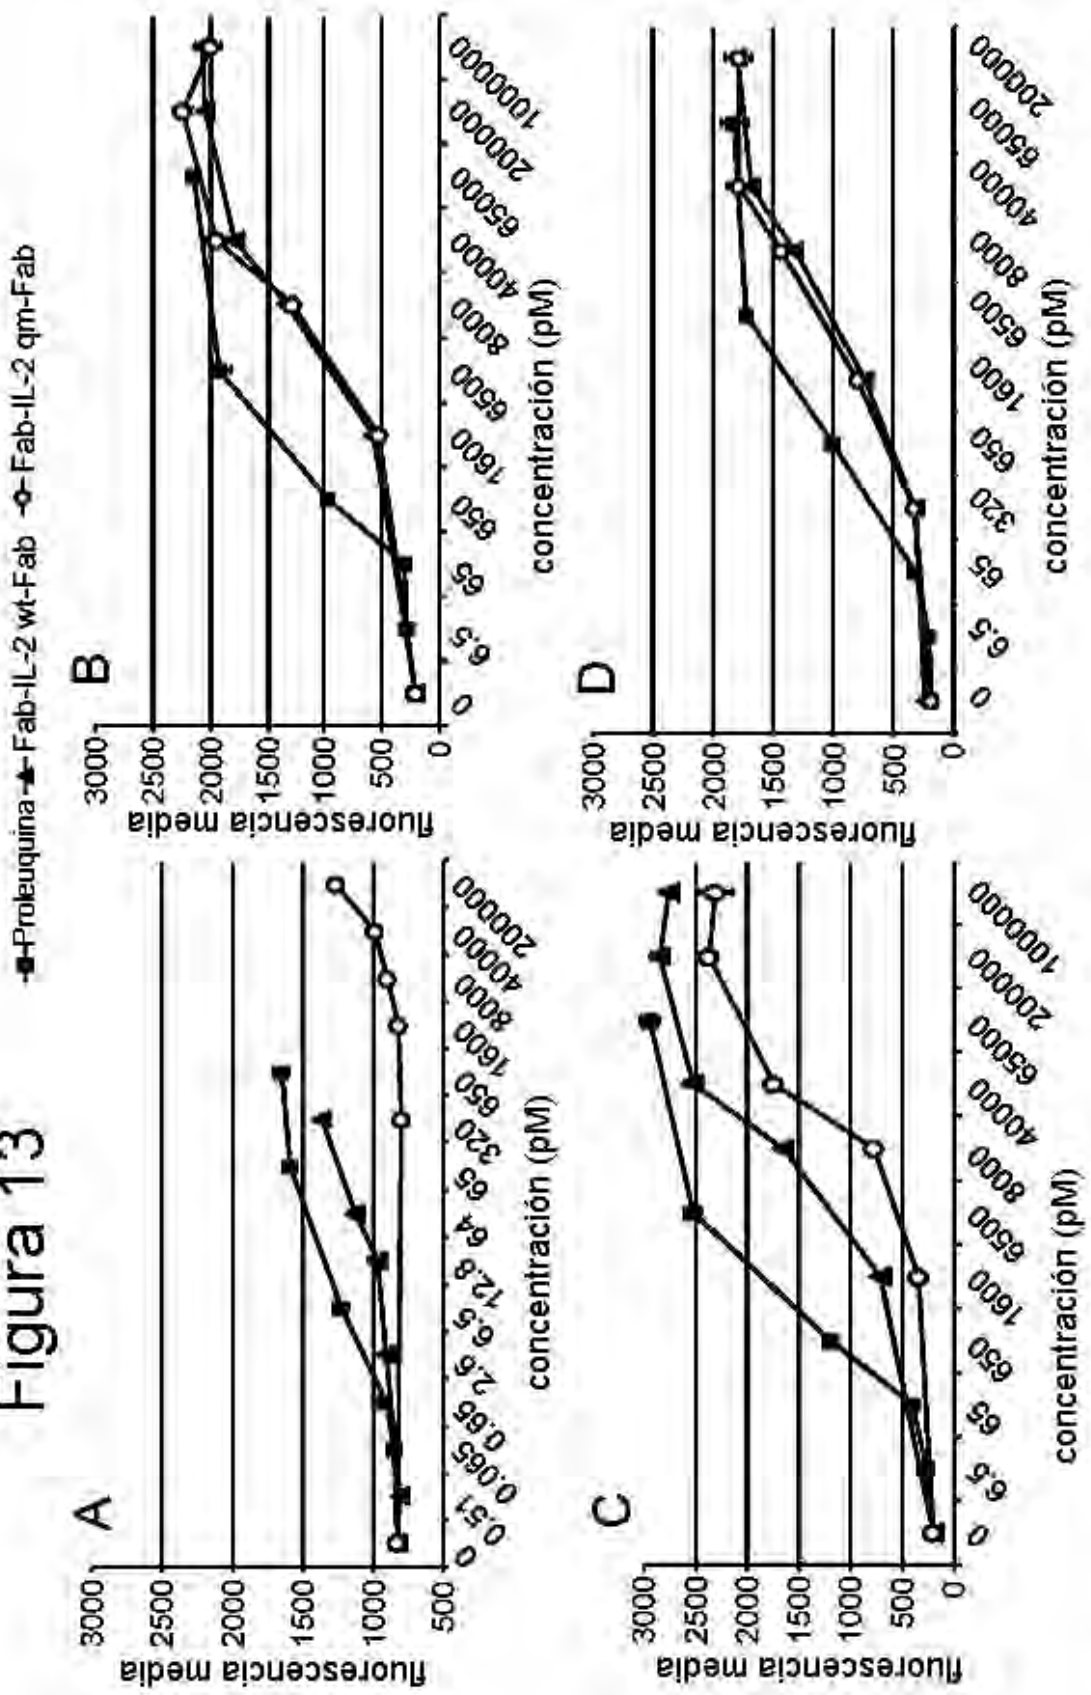 Figura 13
Proleuquina Fab-IL-2 wt-Fab Fab-IL-2 qm-Fab
A
fluorescencia media
3000
2500
2000
1500
1000
500
0 0.51 0.065 0.65 2.6 6.5 12.8 64 65 320 650 1600 8000 40000 200000
concentración (pM)
B
fluorescencia media
3000
2500
2000
1500
1000
500
0
0 6.5 65 650 1600 6500 8000 40000 65000 200000 1000000
concentración (pM)
C
fluorescencia media
3000
2500
2000
1500
1000
500
0
0 6.5 65 650 1600 6500 8000 40000 65000 200000 1000000
concentración (pM)
D
fluorescencia media
3000
2500
2000
1500
1000
500
0
0 6.5 65 320 650 1600 6500 8000 40000 65000 200000
concentración (pM)